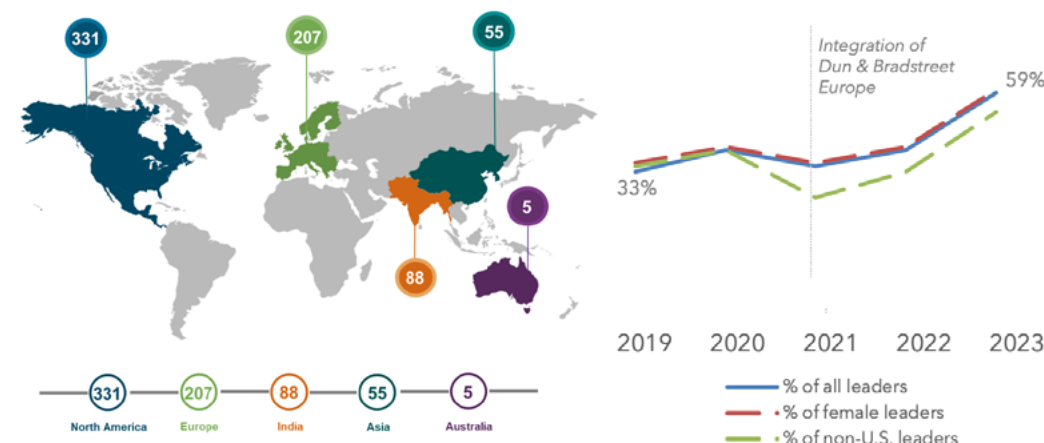 331
207
55
5
88
331
207
88
55
5
North America
Europe
India
Asia
Australia
Integration of
Dun & Bradstreet
Europe
59%
33%
2019 2020 2021 2022 2023
% of all leaders
% of female leaders
% of non-U.S. leaders